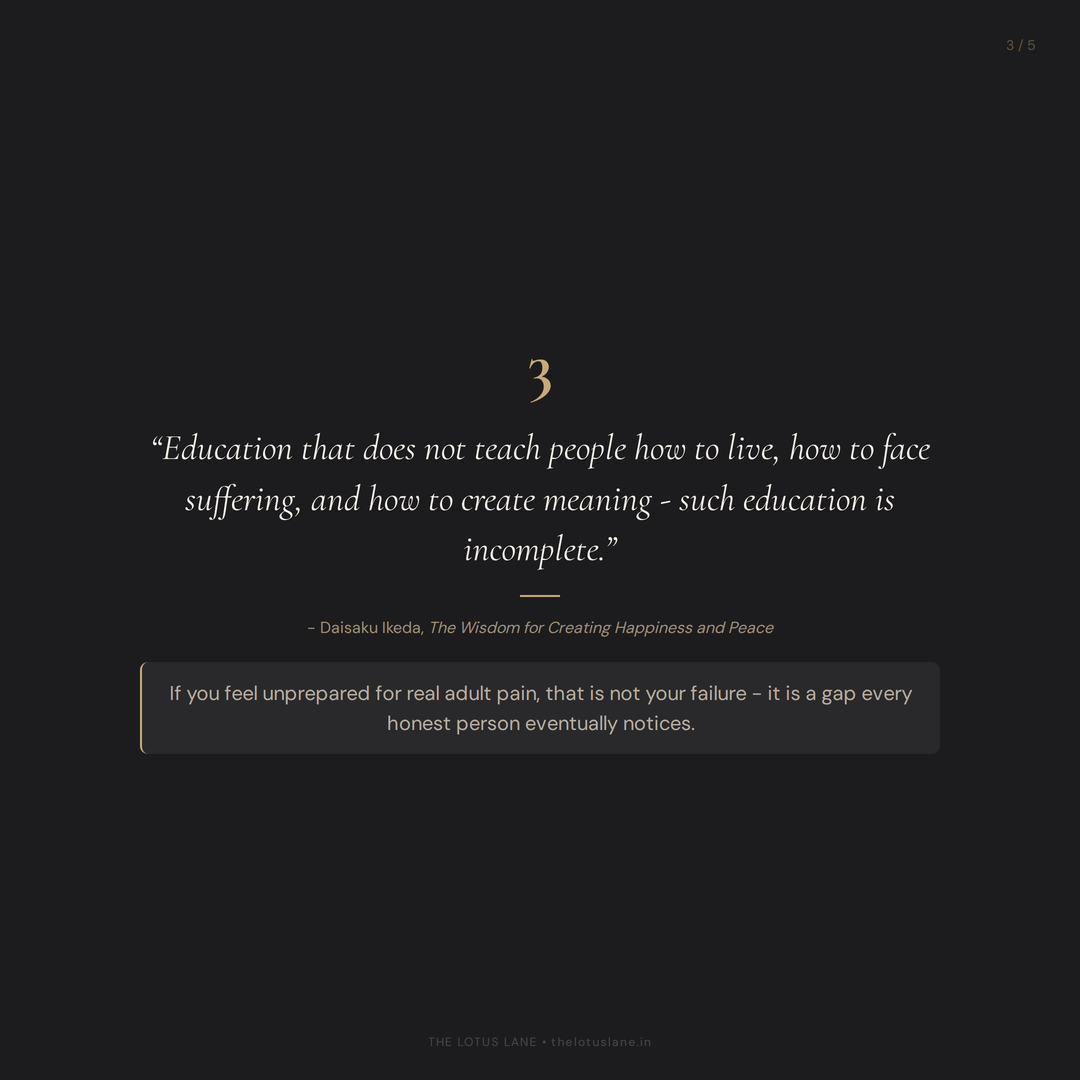 3 / 5
3
“Education that does not teach people how to live, how to face
suffering, and how to create meaning - such education is
incomplete.”
- Daisaku Ikeda, The Wisdom for Creating Happiness and Peace
If you feel unprepared for real adult pain, that is not your failure - it is a gap every
honest person eventually notices.
THE LOTUS LANE • thelotuslane.in